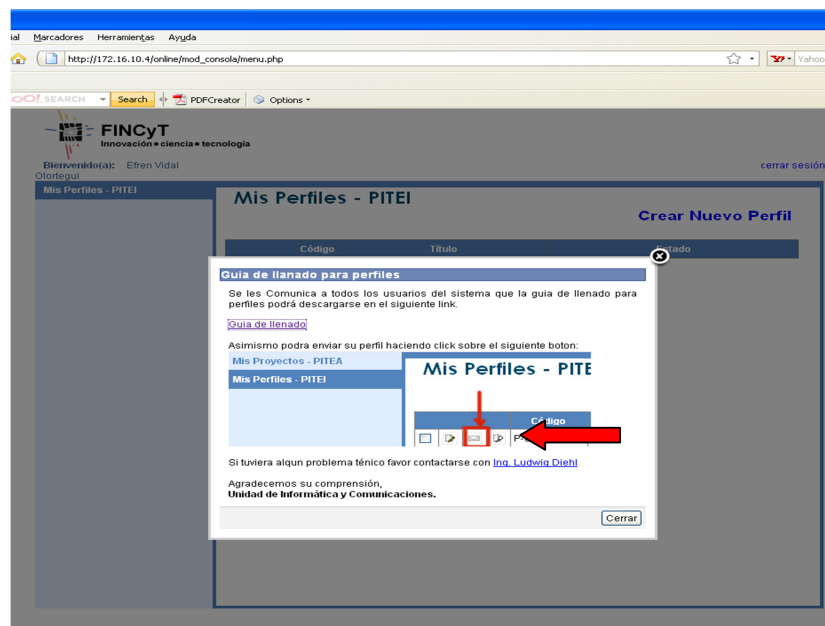 ial Marcadores Herramientas Ayuda
http://172.16.10.4/online/mod_consola/menu.php
Yahoo
OO! SEARCH Search PDFCreator Options
FINCyT
Innovación•ciencia•tecnología
Bienvenido(a): Efren Vidal
Olortegui
cerrar sesión
Mis Perfiles - PITEI
Mis Perfiles - PITEI
Crear Nuevo Perfil
Código Título Estado
Guia de llanado para perfiles
Se les Comunica a todos los usuarios del sistema que la guia de llenado para
perfiles podrá descargarse en el siguiente link.
Guia de llenado
Asimismo podra enviar su perfil haciendo click sobre el siguiente boton:
Mis Proyectos - PITEA
Mis Perfiles - PITEI
Mis Perfiles - PITE
Código
Si tuviera algun problema ténico favor contactarse con Ing. Ludwig Diehl
Agradecemos su comprensión,
Unidad de Informática y Comunicaciones.
Cerrar